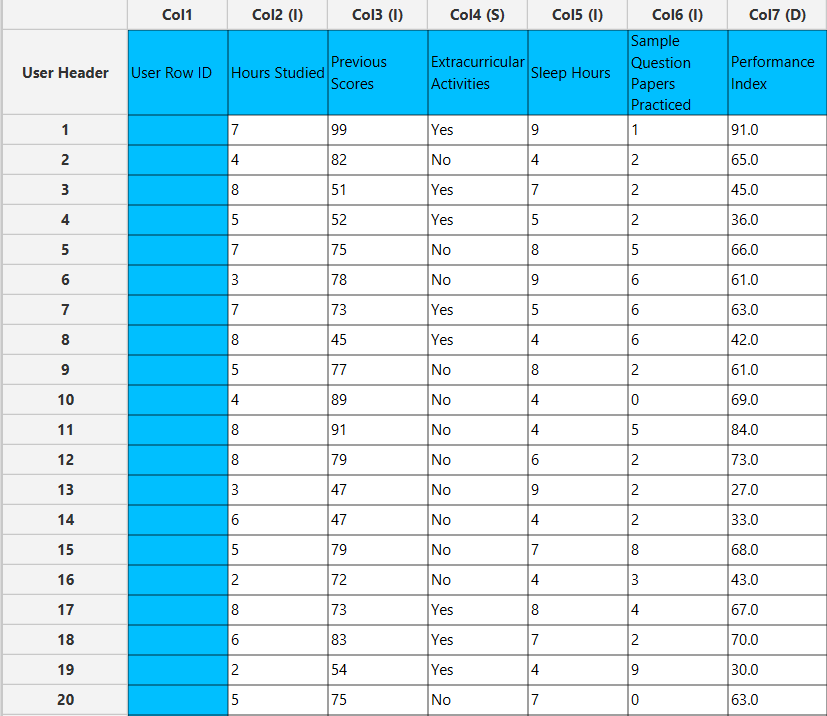 Col1 Col2 (I) Col3 (I) Col4 (S) Col5 (I) Col6 (I) Col7 (D)
User Header User Row ID Hours Studied Previous Scores Extracurricular Activities Sleep Hours Sample Question Papers Practiced Performance Index
1 7 99 Yes 9 1 91.0
2 4 82 No 4 2 65.0
3 8 51 Yes 7 2 45.0
4 5 52 Yes 5 2 36.0
5 7 75 No 8 5 66.0
6 3 78 No 9 6 61.0
7 7 73 Yes 5 6 63.0
8 8 45 Yes 4 6 42.0
9 5 77 No 8 2 61.0
10 4 89 No 4 0 69.0
11 8 91 No 4 5 84.0
12 8 79 No 6 2 73.0
13 3 47 No 9 2 27.0
14 6 47 No 4 2 33.0
15 5 79 No 7 8 68.0
16 2 72 No 4 3 43.0
17 8 73 Yes 8 4 67.0
18 6 83 Yes 7 2 70.0
19 2 54 Yes 4 9 30.0
20 5 75 No 7 0 63.0